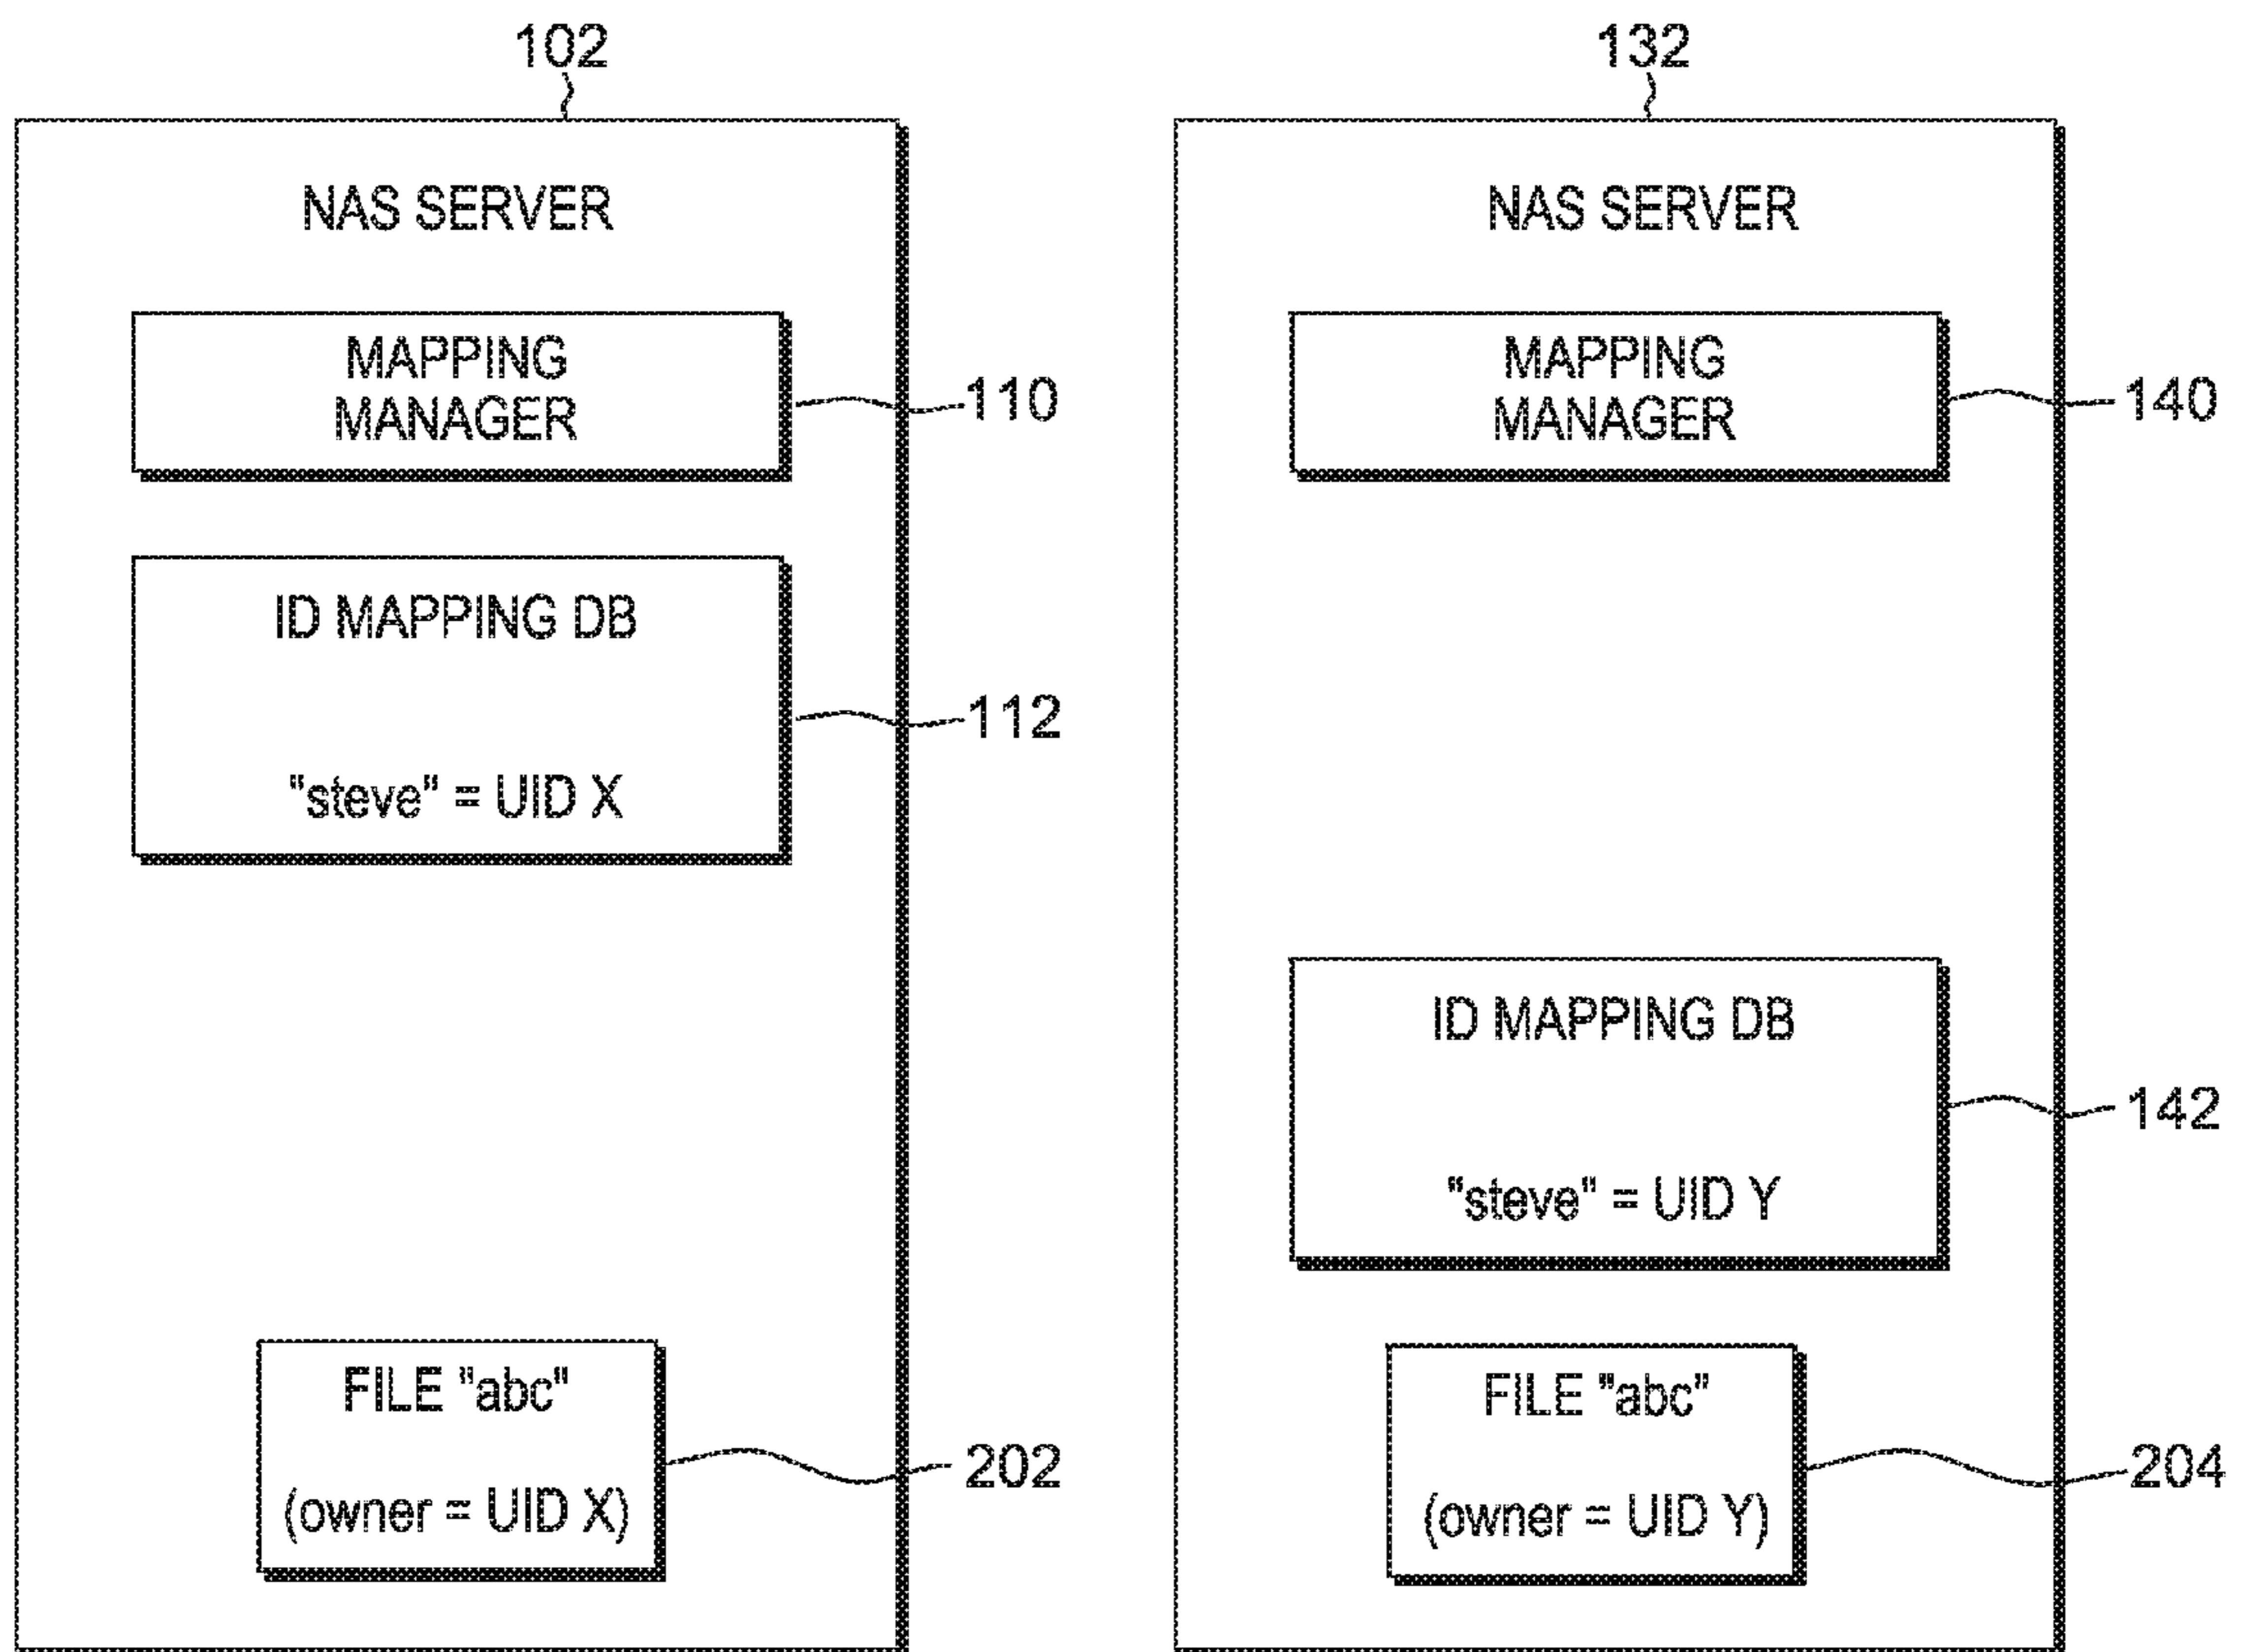 102
NAS SERVER
MAPPING
MANAGER
110
ID MAPPING DB
112
"steve" = UID X
FILE "abc"
202
(owner = UID X)
132
NAS SERVER
MAPPING
MANAGER
140
ID MAPPING DB
142
"steve" = UID Y
FILE "abc"
204
(owner = UID Y)